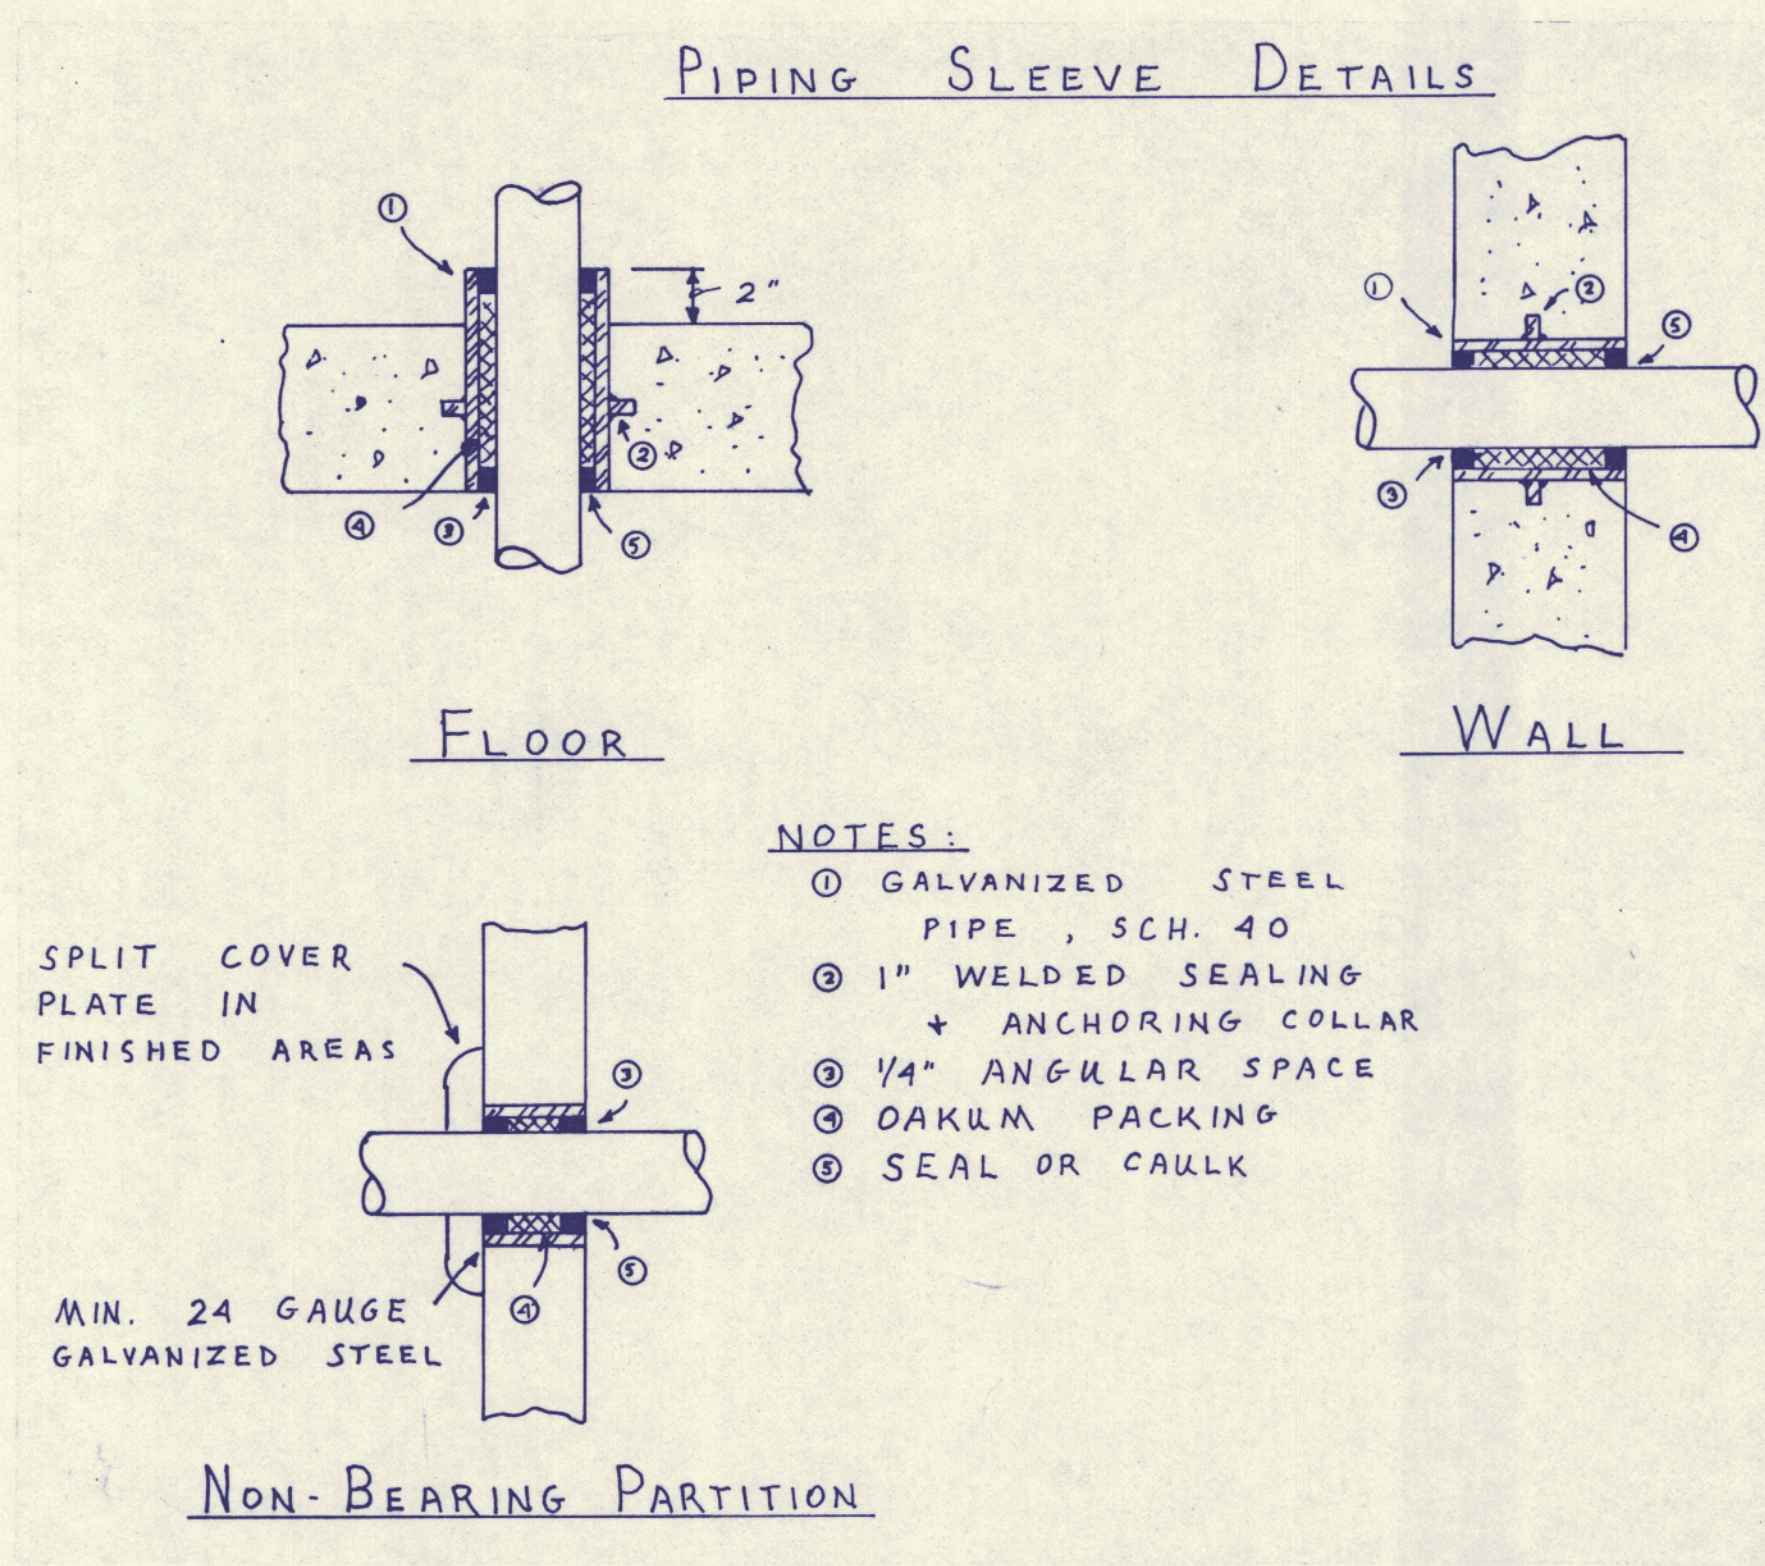 PIPING SLEEVE DETAILS
①
2"
②
④
③
⑤
FLOOR
①
②
⑤
③
④
WALL
NOTES:
① GALVANIZED STEEL
PIPE, SCH. 40
② 1" WELDED SEALING
+ ANCHORING COLLAR
③ 1/4" ANGULAR SPACE
④ OAKUM PACKING
⑤ SEAL OR CAULK
SPLIT COVER
PLATE IN
FINISHED AREAS
③
⑤
④
MIN. 24 GAUGE
GALVANIZED STEEL
NON-BEARING PARTITION